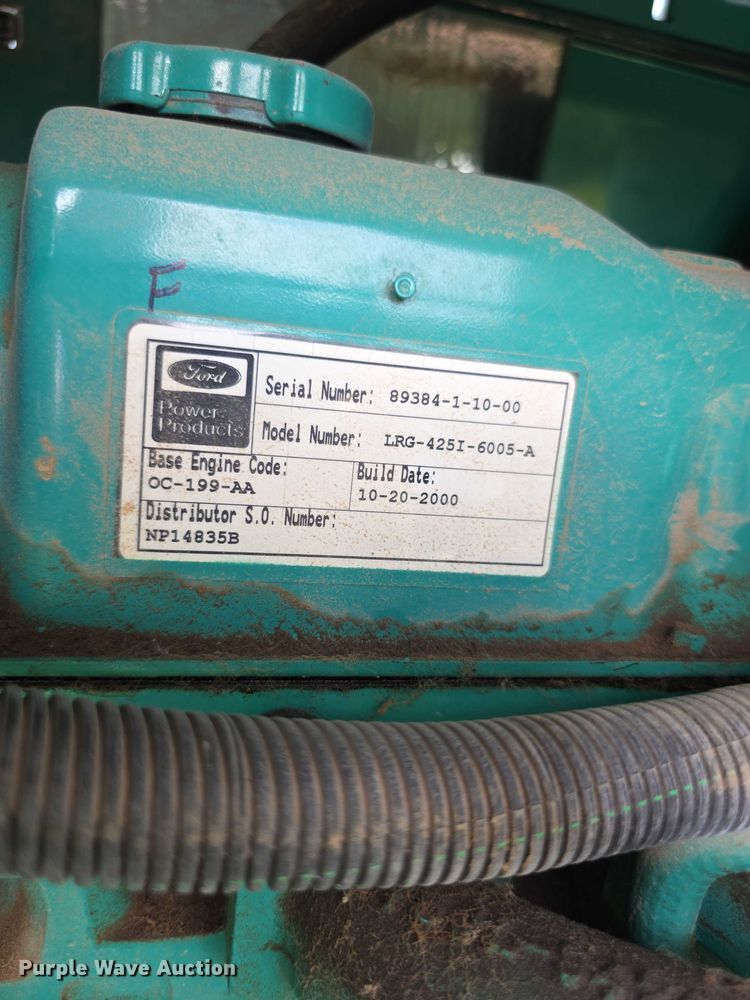 F
Ford
Power
Products
Serial Number: 89384-1-10-00
Model Number: LRG-425I-6005-A
Base Engine Code:
OC-199-AA
Build Date:
10-20-2000
Distributor S.O. Number:
NP14835B
Purple Wave Auction